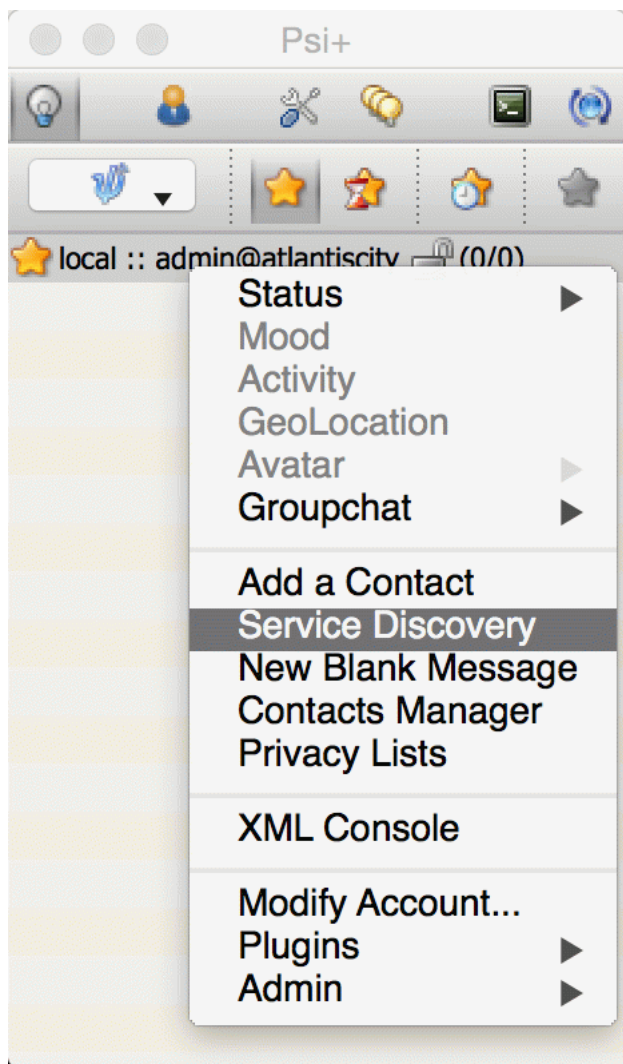 Psi+
local :: admin@atlantiscity (0/0)
Status
Mood
Activity
GeoLocation
Avatar
Groupchat
Add a Contact
Service Discovery
New Blank Message
Contacts Manager
Privacy Lists
XML Console
Modify Account...
Plugins
Admin